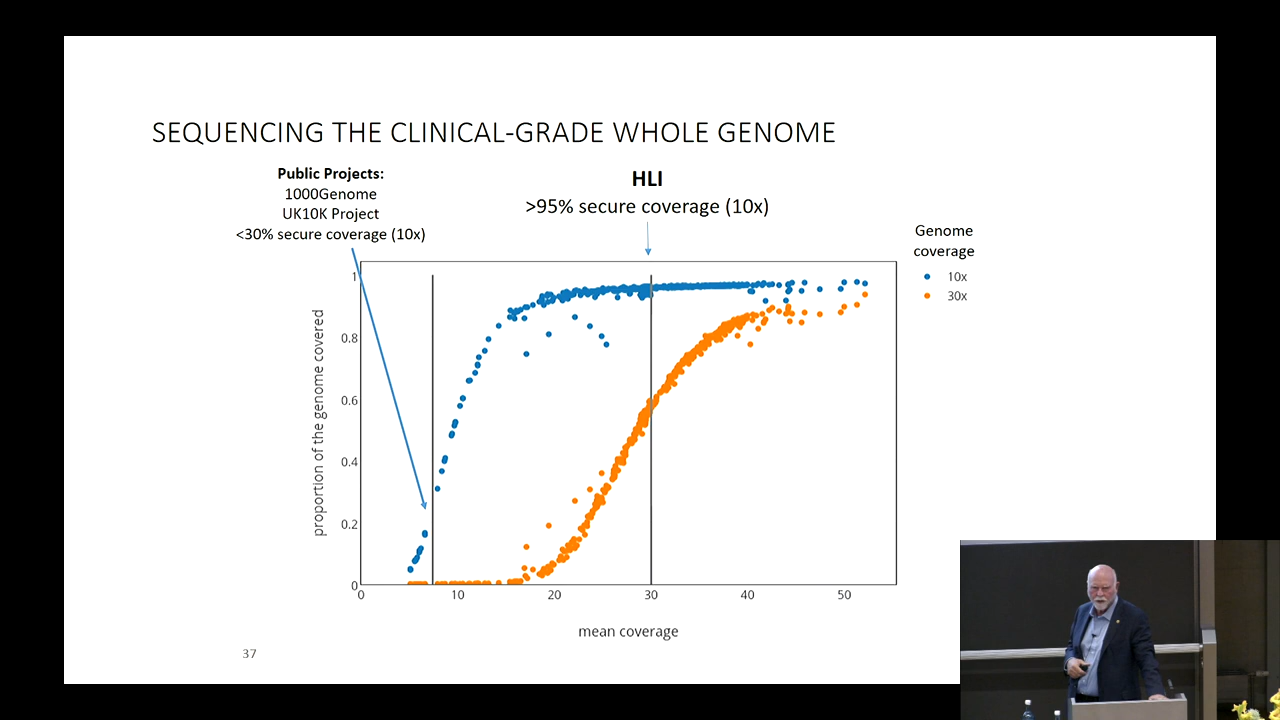 SEQUENCING THE CLINICAL-GRADE WHOLE GENOME
Public Projects:
1000Genome
UK10K Project
<30% secure coverage (10x)
HLI
>95% secure coverage (10x)
Genome
coverage
10x
30x
proportion of the genome covered
1
0.8
0.6
0.4
0.2
0
0 10 20 30 40 50
mean coverage
37